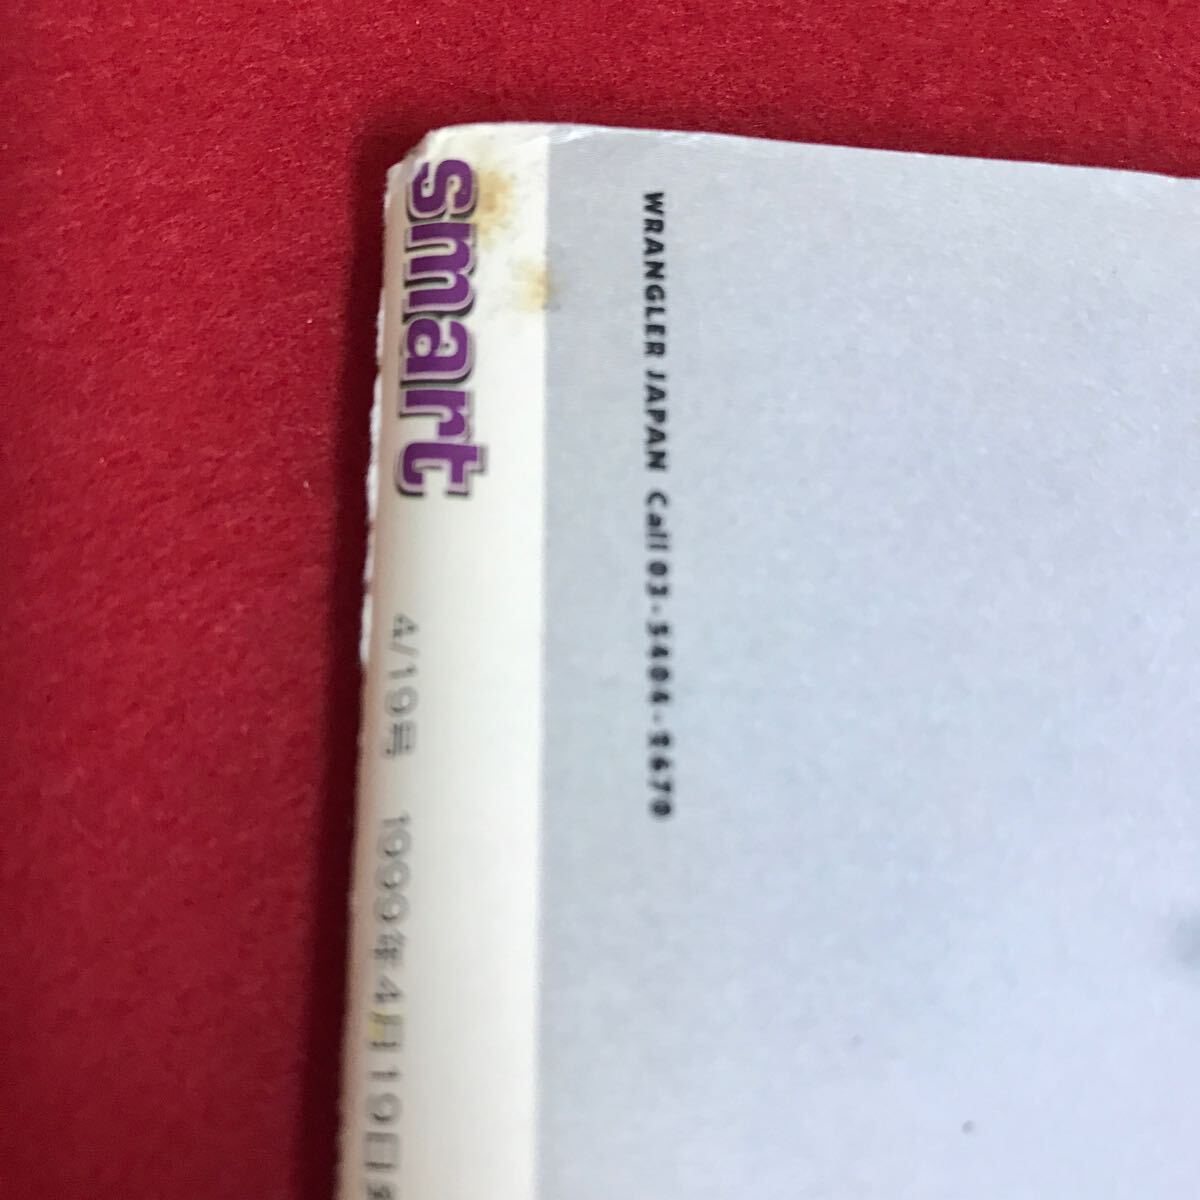 smart 4/19号 1999年4月19日発
WRANGLER JAPAN Call 03-5404-8670